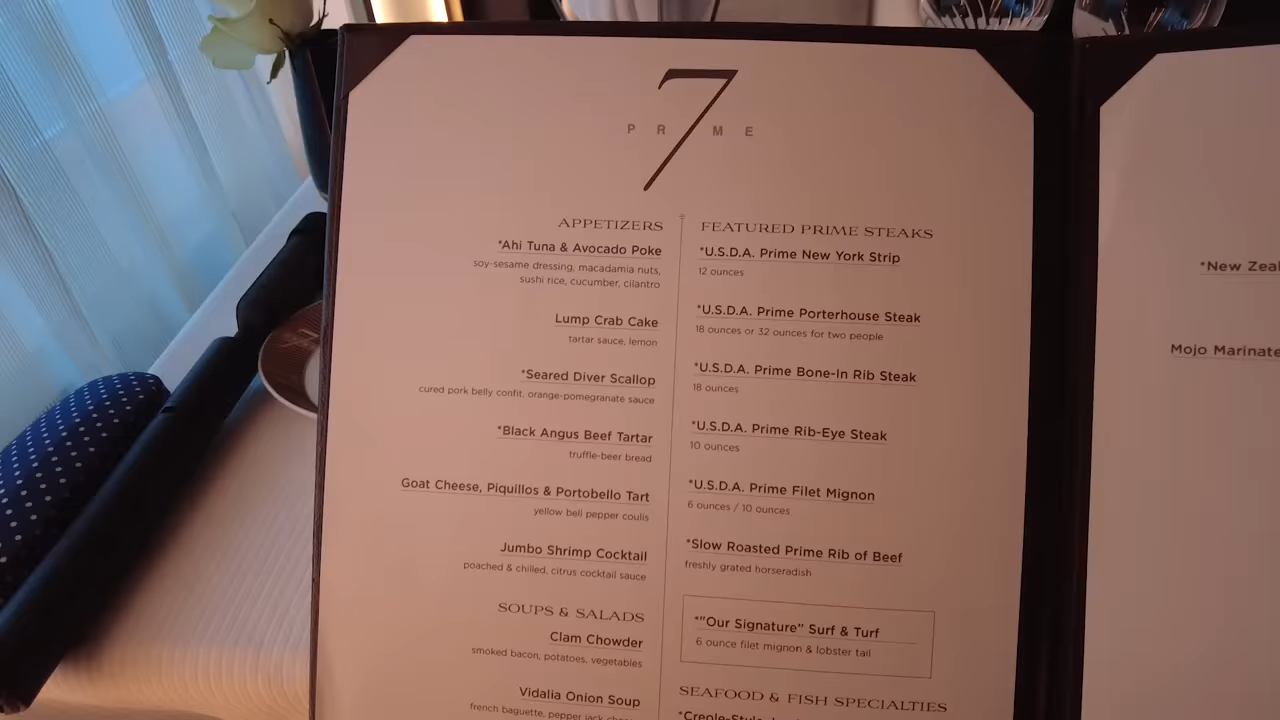 7
PR ME
APPETIZERS
*Ahi Tuna & Avocado Poke
soy-sesame dressing, macadamia nuts,
sushi rice, cucumber, cilantro
Lump Crab Cake
tartar sauce, lemon
*Seared Diver Scallop
cured pork belly confit, orange-pomegranate sauce
*Black Angus Beef Tartar
truffle-beer bread
Goat Cheese, Piquillos & Portobello Tart
yellow bell pepper coulis
Jumbo Shrimp Cocktail
poached & chilled, citrus cocktail sauce
SOUPS & SALADS
Clam Chowder
smoked bacon, potatoes, vegetables
Vidalia Onion Soup
french baguette, pepper jack
FEATURED PRIME STEAKS
*U.S.D.A. Prime New York Strip
12 ounces
*U.S.D.A. Prime Porterhouse Steak
18 ounces or 32 ounces for two people
*U.S.D.A. Prime Bone-In Rib Steak
18 ounces
*U.S.D.A. Prime Rib-Eye Steak
10 ounces
*U.S.D.A. Prime Filet Mignon
6 ounces / 10 ounces
*Slow Roasted Prime Rib of Beef
freshly grated horseradish
*"Our Signature" Surf & Turf
6 ounce filet mignon & lobster tail
SEAFOOD & FISH SPECIALTIES
*New Zeal
Mojo Marinate